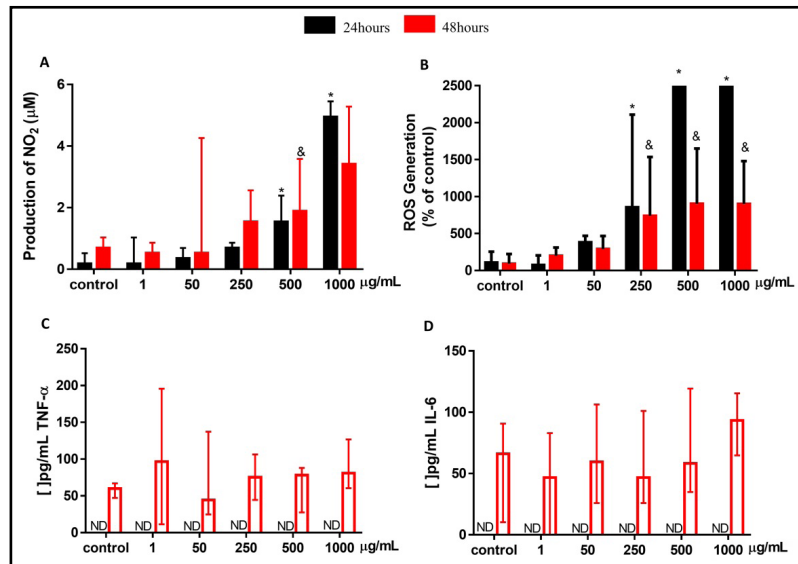 24hours 48hours
A
Production of NO2 (μM)
6
4
2
0
*
&
*
control 1 50 250 500 1000 μg/mL
B
ROS Generation
(% of control)
2500
2000
1500
1000
500
0
* * *
& & &
control 1 50 250 500 1000 μg/mL
C
[ ]pg/mL TNF-α
250
200
150
100
50
0
ND ND ND ND ND ND
control 1 50 250 500 1000 μg/mL
D
[ ]pg/mL IL-6
150
100
50
0
ND ND ND ND ND ND
control 1 50 250 500 1000 μg/mL